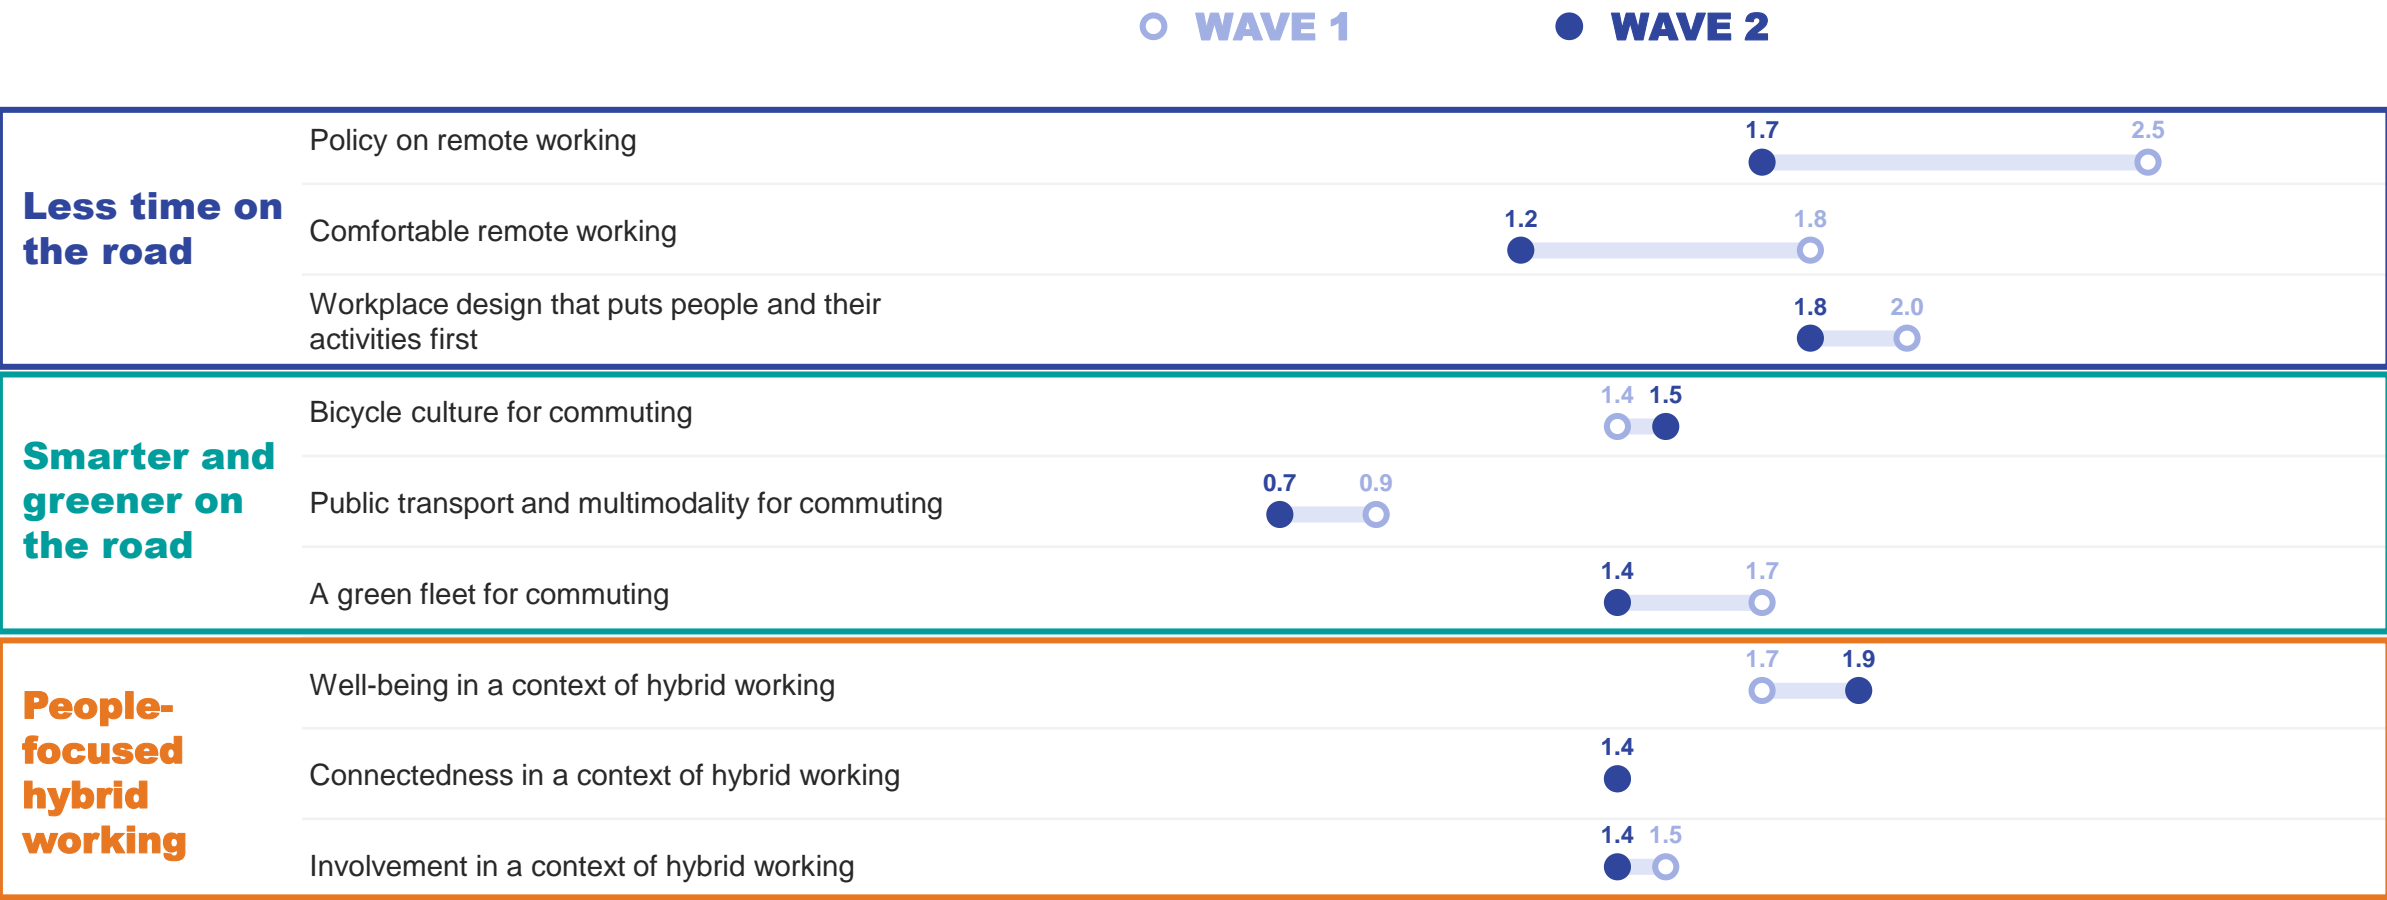 WAVE 1 WAVE 2
Less time on
the road
Policy on remote working
1.7 2.5
Comfortable remote working
1.2 1.8
Workplace design that puts people and their
activities first
1.8 2.0
Smarter and
greener on
the road
Bicycle culture for commuting
1.4 1.5
Public transport and multimodality for commuting
0.7 0.9
A green fleet for commuting
1.4 1.7
People-
focused
hybrid
working
Well-being in a context of hybrid working
1.7 1.9
Connectedness in a context of hybrid working
1.4
Involvement in a context of hybrid working
1.4 1.5